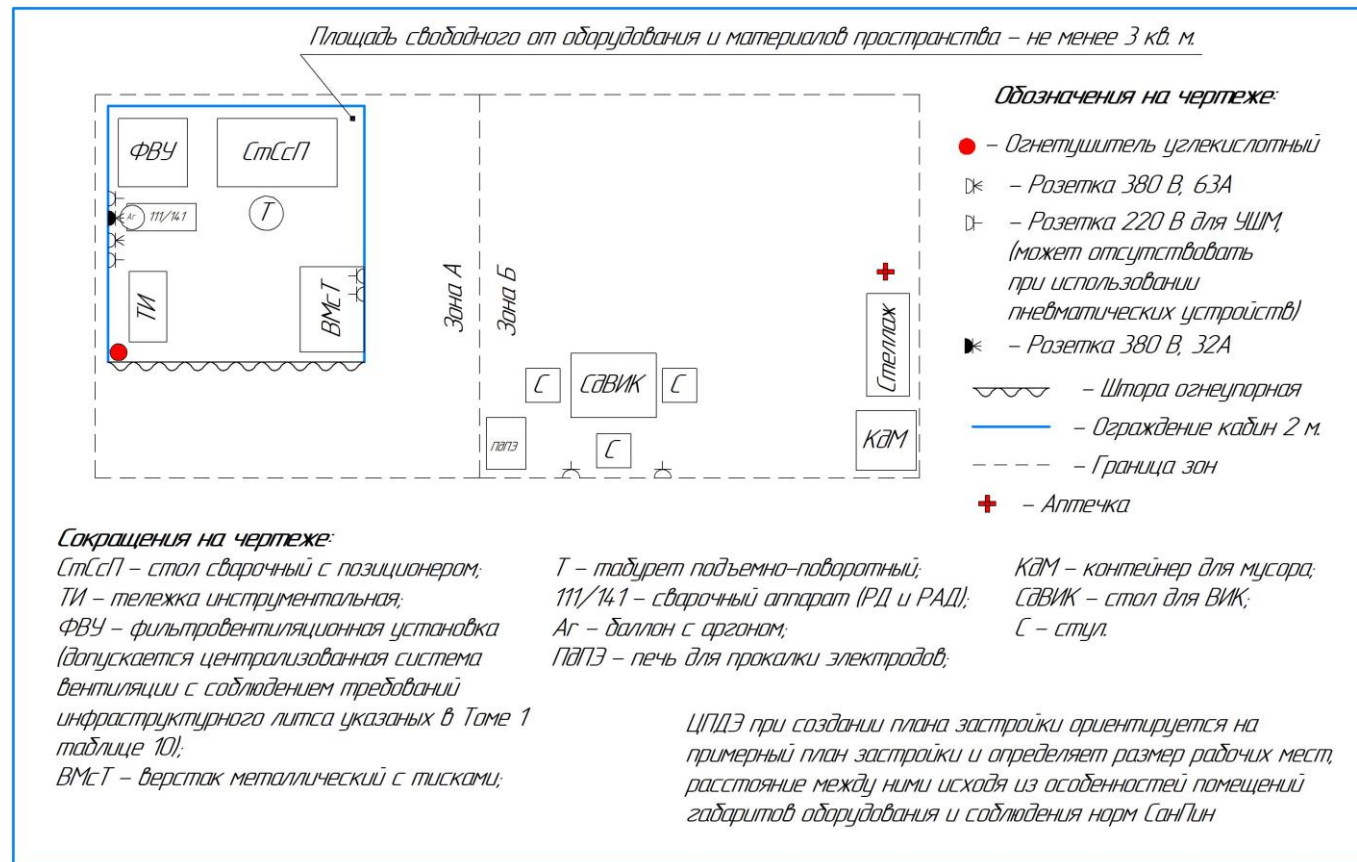 Площадь свободного от оборудования и материалов пространства – не менее 3 кв. м.
ФВУ
СтСсП
Аг
111/141
Т
ТИ
ВМсТ
Зона А
Зона Б
С
СдВИК
С
ПдПЭ
С
Стеллаж
КдМ
Обозначения на чертеже:
– Огнетушитель углекислотный
– Розетка 380 В, 63А
– Розетка 220 В для УШМ,
(может отсутствовать
при использовании
пневматических устройств)
– Розетка 380 В, 32А
– Штора огнеупорная
– Ограждение кабин 2 м.
– Граница зон
– Аптечка
Сокращения на чертеже:
СтСсП – стол сварочный с позиционером;
ТИ – тележка инструментальная;
ФВУ – фильтровентиляционная установка
(допускается централизованная система
вентиляции с соблюдением требований
инфраструктурного литса указаных в Томе 1
таблице 10);
ВМсТ – верстак металлический с тисками;
Т – табурет подъемно-поворотный;
111/141 – сварочный аппарат (РД и РАД);
Аг – баллон с аргоном;
ПдПЭ – печь для прокалки электродов;
КдМ – контейнер для мусора;
СдВИК – стол для ВИК;
С – стул.
ЦПДЭ при создании плана застройки ориентируется на
примерный план застройки и определяет размер рабочих мест,
расстояние между ними исходя из особенностей помещений
габаритов оборудования и соблюдения норм СанПин